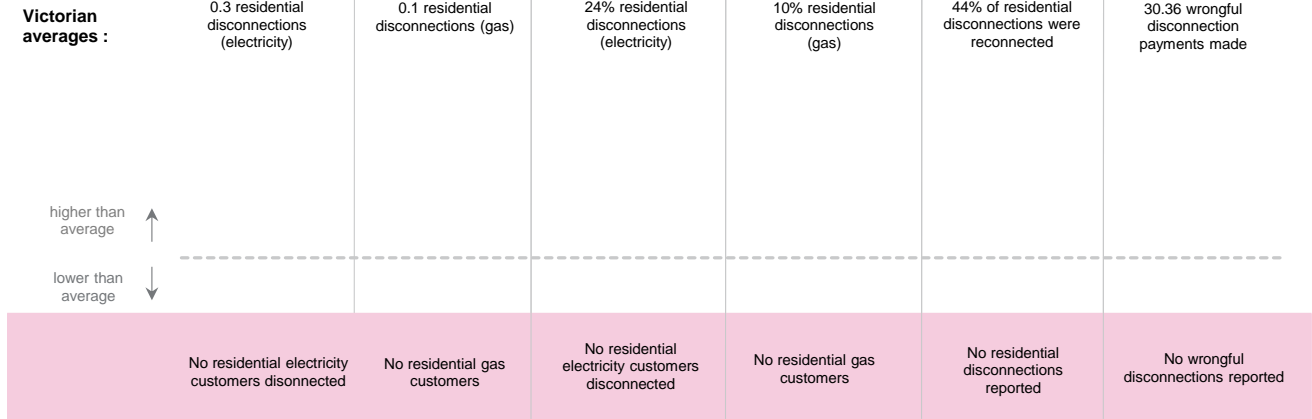 Victorian
averages :
0.3 residential
disconnections
(electricity)
0.1 residential
disconnections (gas)
24% residential
disconnections
(electricity)
10% residential
disconnections
(gas)
44% of residential
disconnections were
reconnected
30.36 wrongful
disconnection
payments made
higher than
average
lower than
average
No residential electricity
customers disonnected
No residential gas
customers
No residential
electricity customers
disconnected
No residential gas
customers
No residential
disconnections
reported
No wrongful
disconnections reported